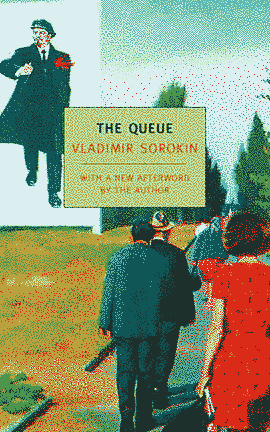 THE QUEUE
VLADIMIR SOROKIN
WITH A NEW AFTERWORD
BY THE AUTHOR